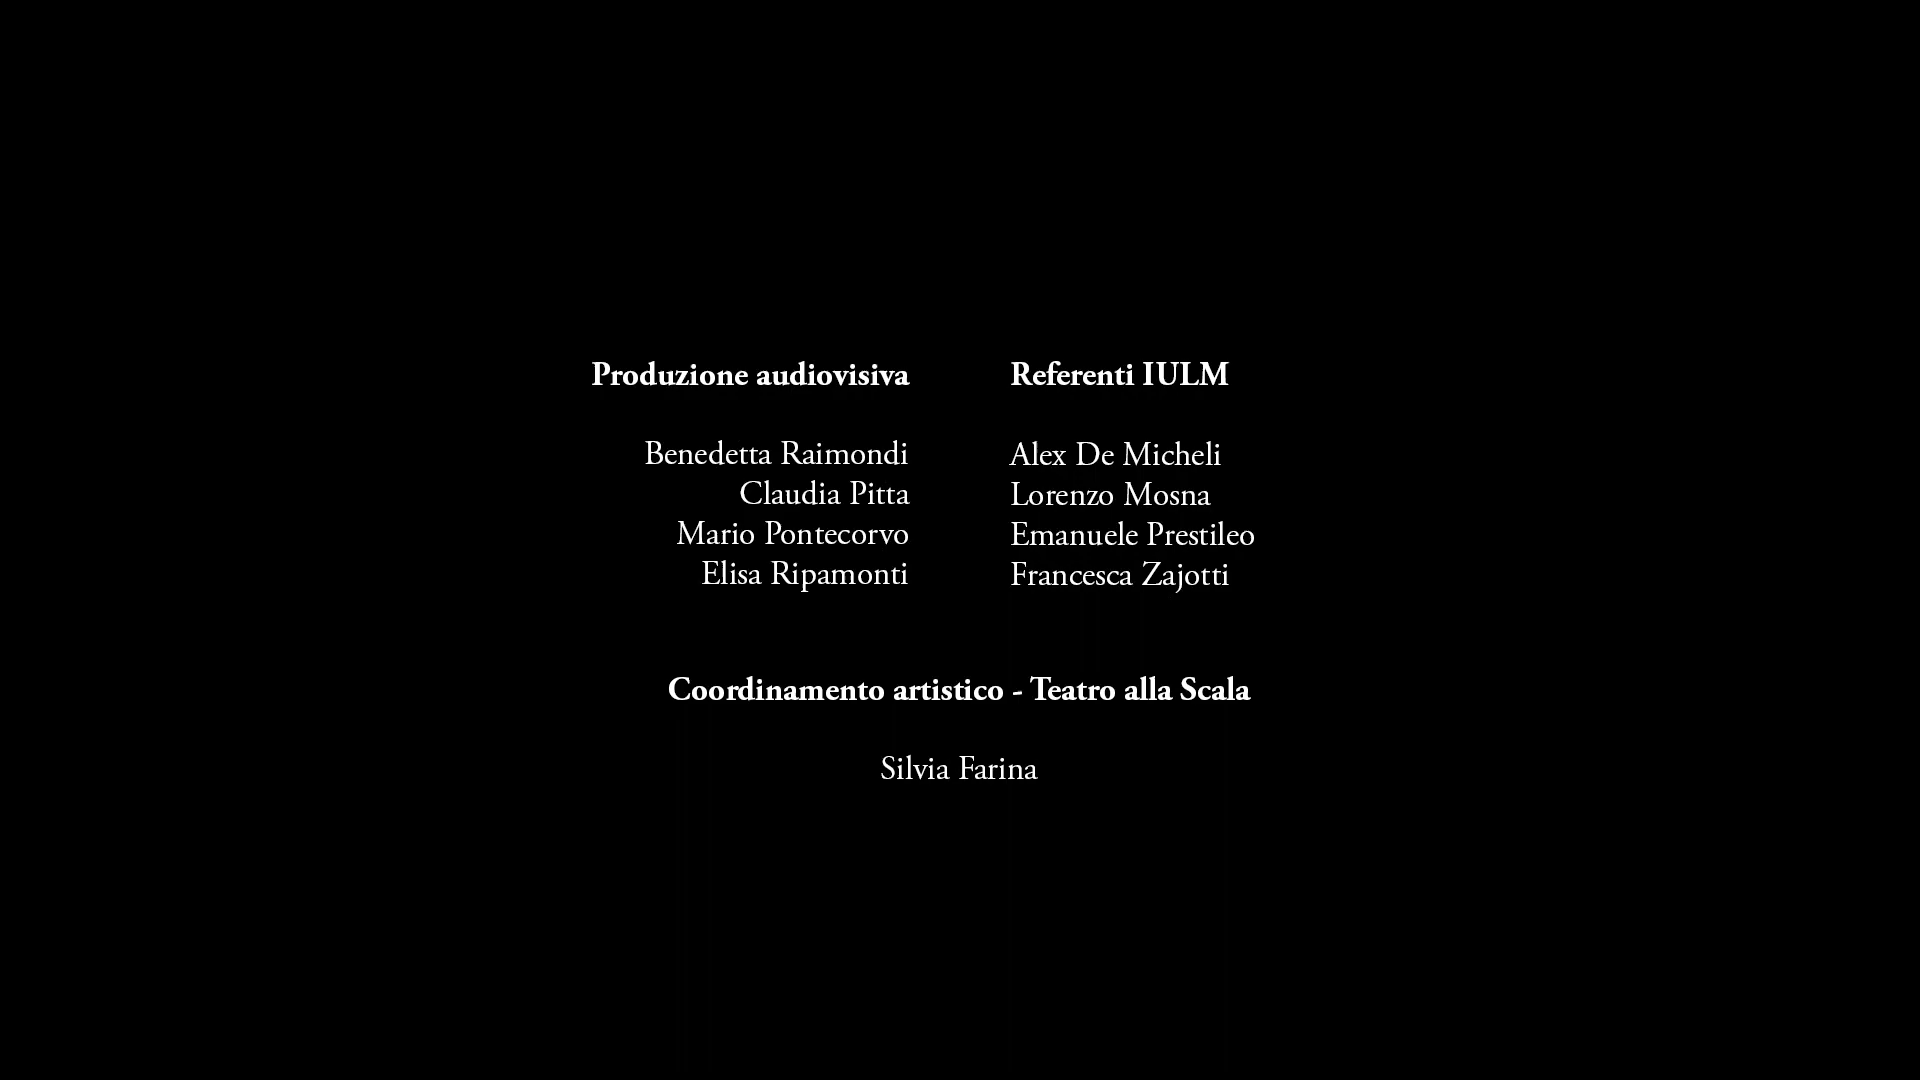 Produzione audiovisiva
Benedetta Raimondi
Claudia Pitta
Mario Pontecorvo
Elisa Ripamonti
Referenti IULM
Alex De Micheli
Lorenzo Mosna
Emanuele Prestileo
Francesca Zajotti
Coordinamento artistico - Teatro alla Scala
Silvia Farina